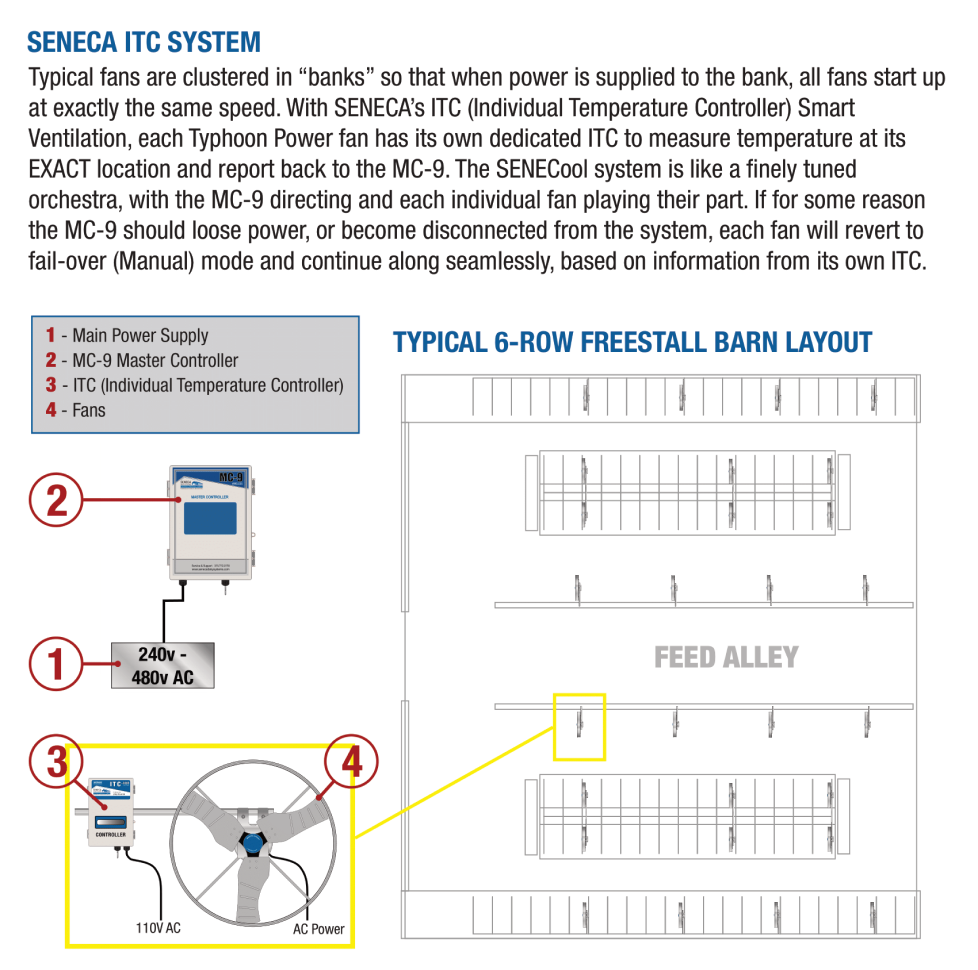 SENECA ITC SYSTEM
Typical fans are clustered in “banks” so that when power is supplied to the bank, all fans start up
at exactly the same speed. With SENECA’s ITC (Individual Temperature Controller) Smart
Ventilation, each Typhoon Power fan has its own dedicated ITC to measure temperature at its
EXACT location and report back to the MC-9. The SENECool system is like a finely tuned
orchestra, with the MC-9 directing and each individual fan playing their part. If for some reason
the MC-9 should loose power, or become disconnected from the system, each fan will revert to
fail-over (Manual) mode and continue along seamlessly, based on information from its own ITC.
1 - Main Power Supply
2 - MC-9 Master Controller
3 - ITC (Individual Temperature Controller)
4 - Fans
TYPICAL 6-ROW FREESTALL BARN LAYOUT
MC-9
MASTER CONTROLLER
2
1
240v -
480v AC
FEED ALLEY
3
4
ITC
CONTROLLER
110V AC
AC Power